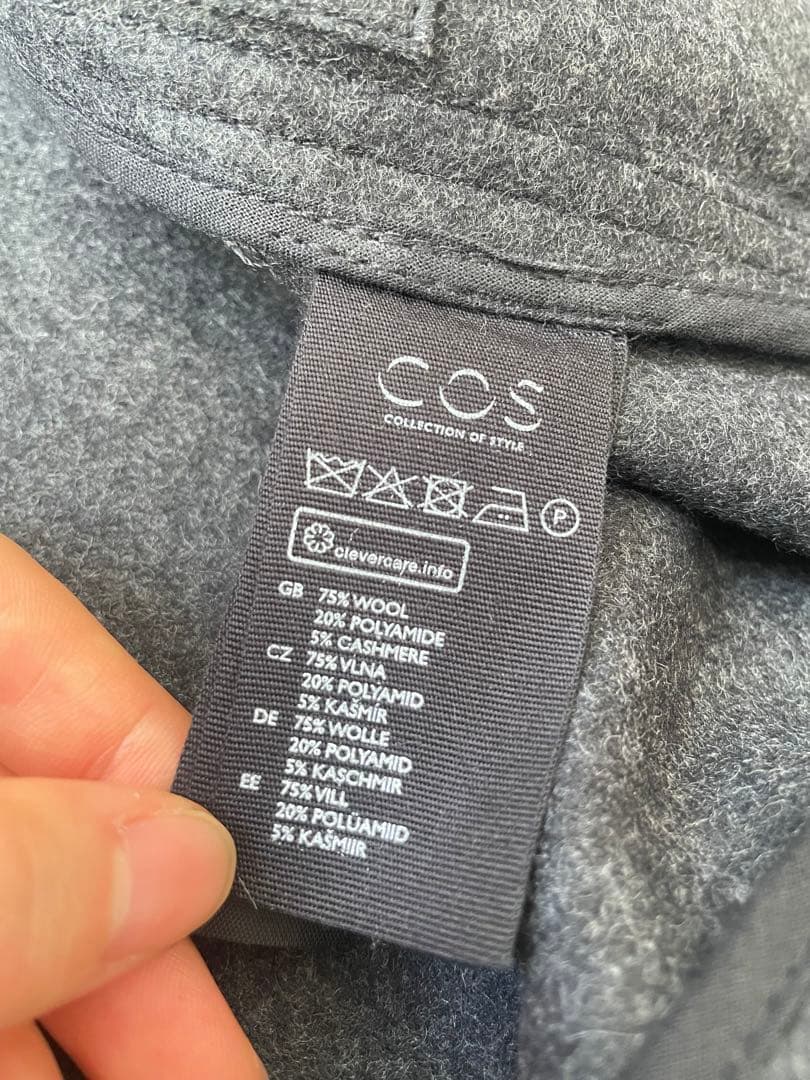 COS
COLLECTION OF STYLE
P
clevercare.info
GB 75% WOOL
20% POLYAMIDE
5% CASHMERE
CZ 75% VLNA
20% POLYAMID
5% KAŠMÍR
DE 75% WOLLE
20% POLYAMID
5% KASCHMIR
EE 75% VILL
20% POLÜAMIID
5% KAŠMIIR